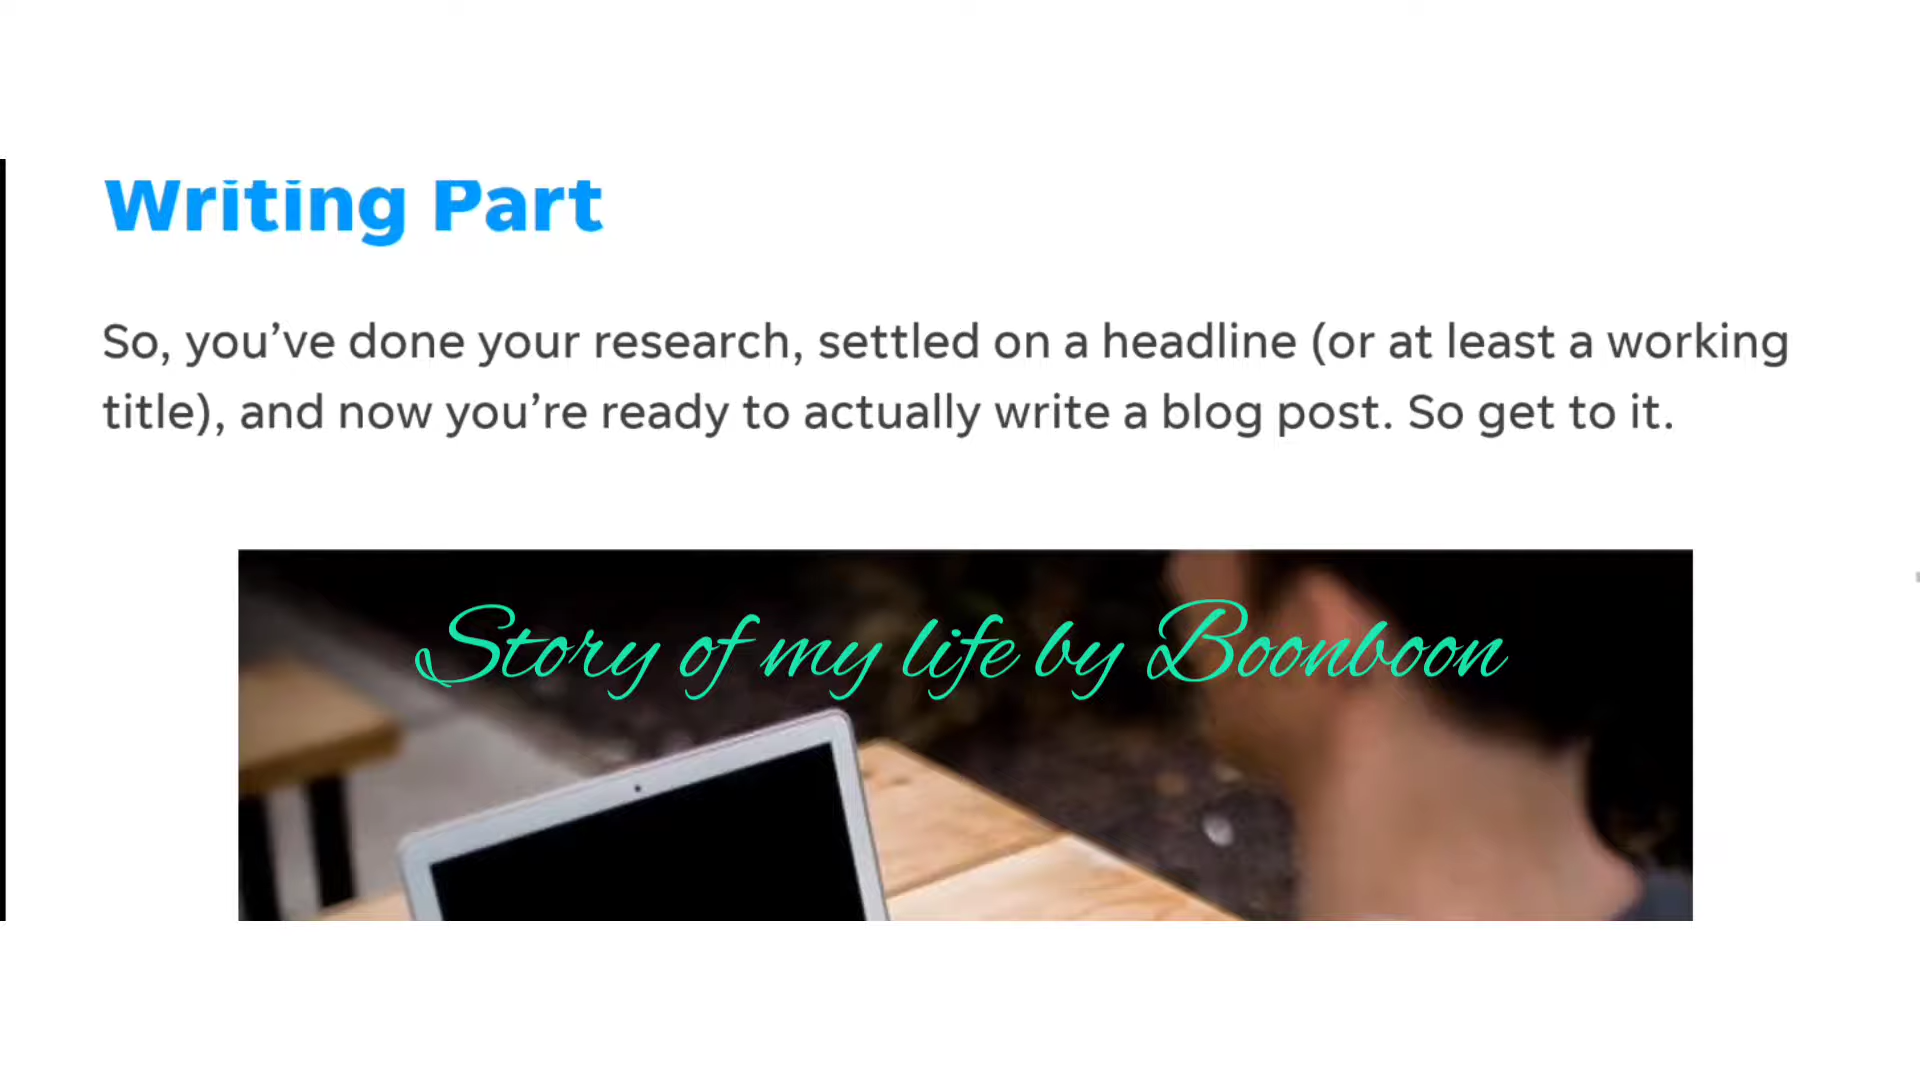 Writing Part
So, you’ve done your research, settled on a headline (or at least a working
title), and now you’re ready to actually write a blog post. So get to it.
Story of my life by Boonboon